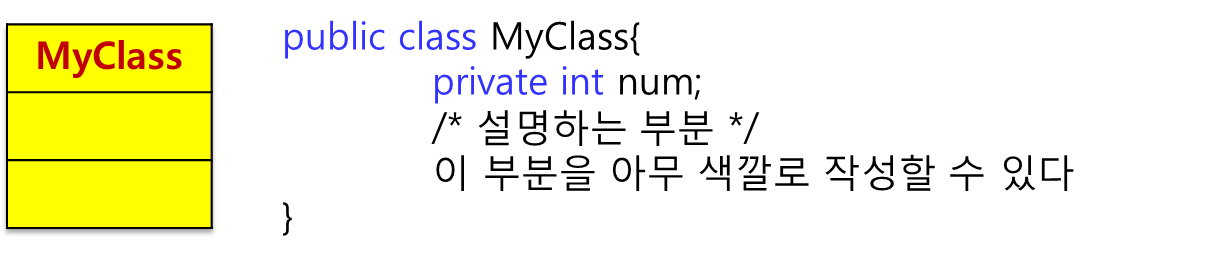 MyClass
public class MyClass{
private int num;
/* 설명하는 부분 */
이 부분을 아무 색깔로 작성할 수 있다
}